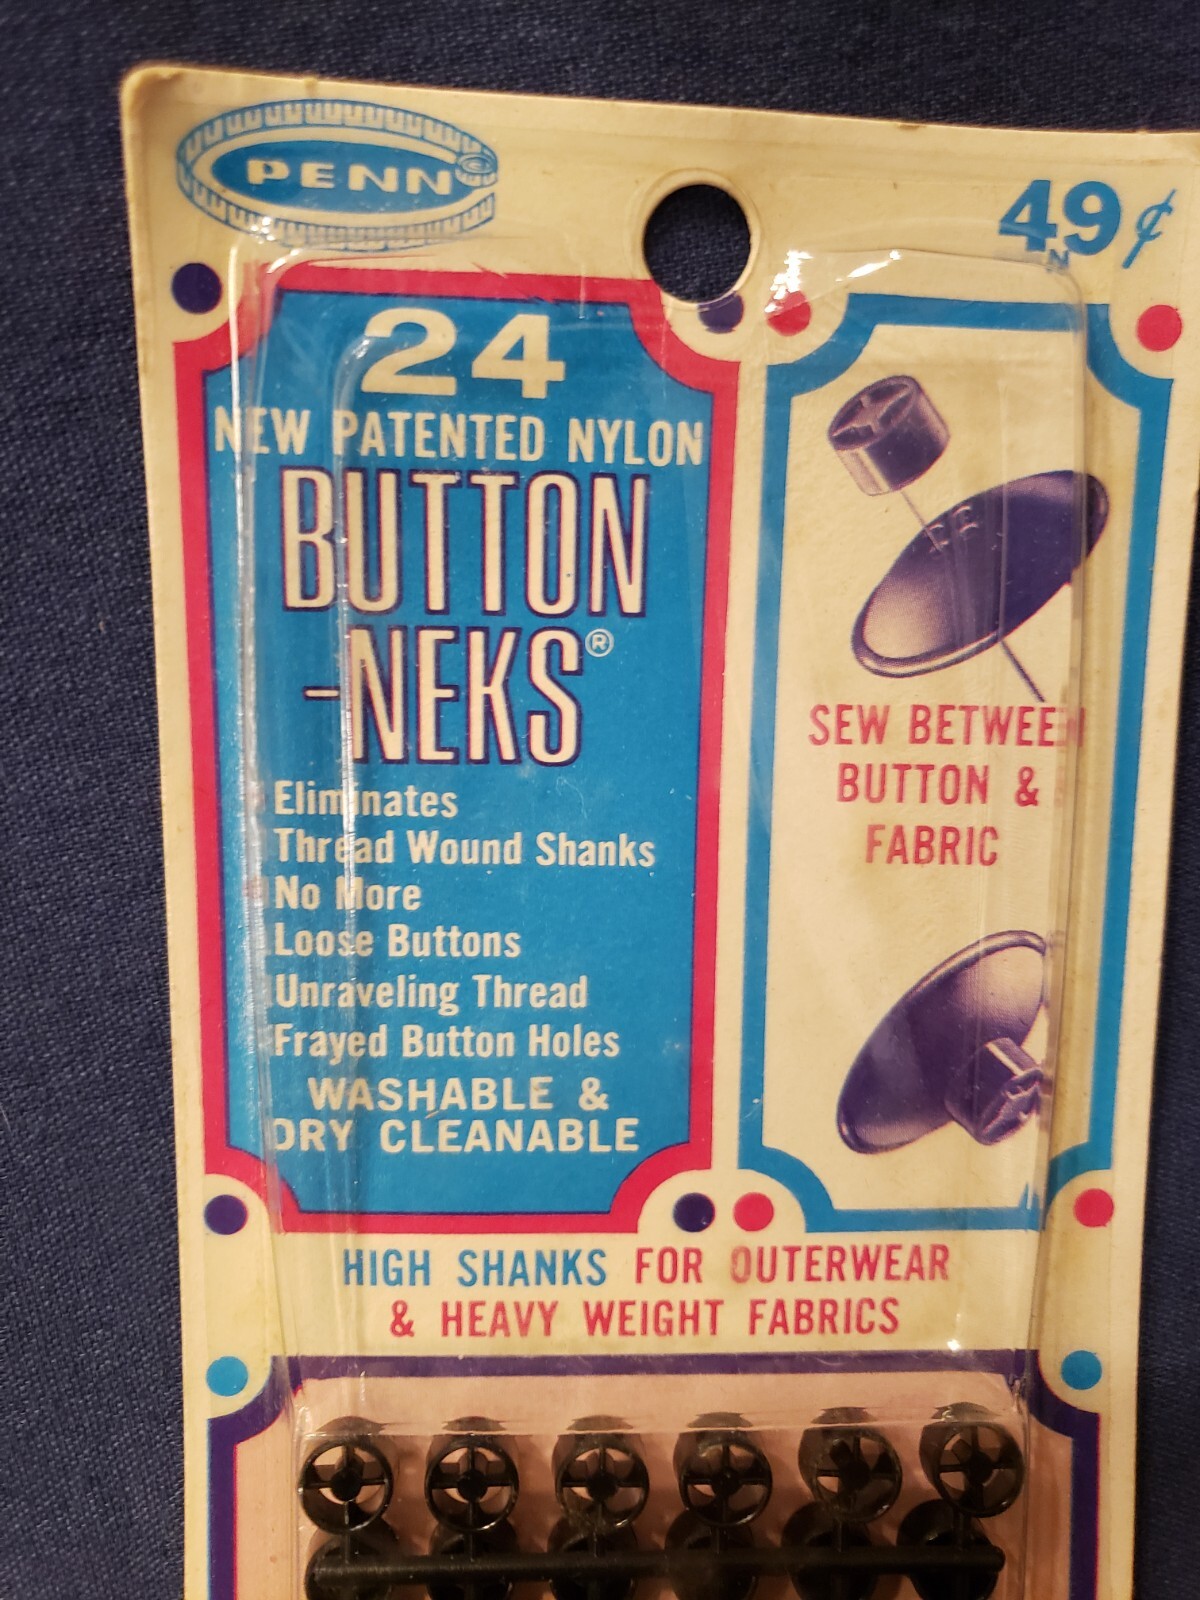 PENN
49¢
N
24
NEW PATENTED NYLON
BUTTON
-NEKS®
Eliminates
Thread Wound Shanks
No More
Loose Buttons
Unraveling Thread
Frayed Button Holes
WASHABLE &
DRY CLEANABLE
SEW BETWEEN
BUTTON &
FABRIC
HIGH SHANKS FOR OUTERWEAR
& HEAVY WEIGHT FABRICS